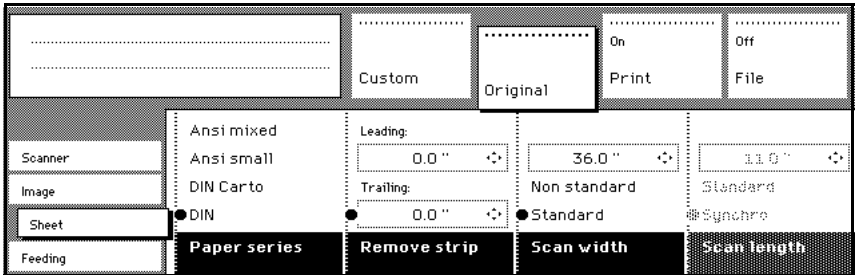 Custom
Original
On
Print
Off
File
Scanner
Image
Sheet
Feeding
Ansi mixed
Ansi small
DIN Carto
DIN
Paper series
Leading:
0.0 "
Trailing:
0.0 "
Remove strip
36.0 "
Non standard
Standard
Scan width
11.0 "
Standard
Synchro
Scan length